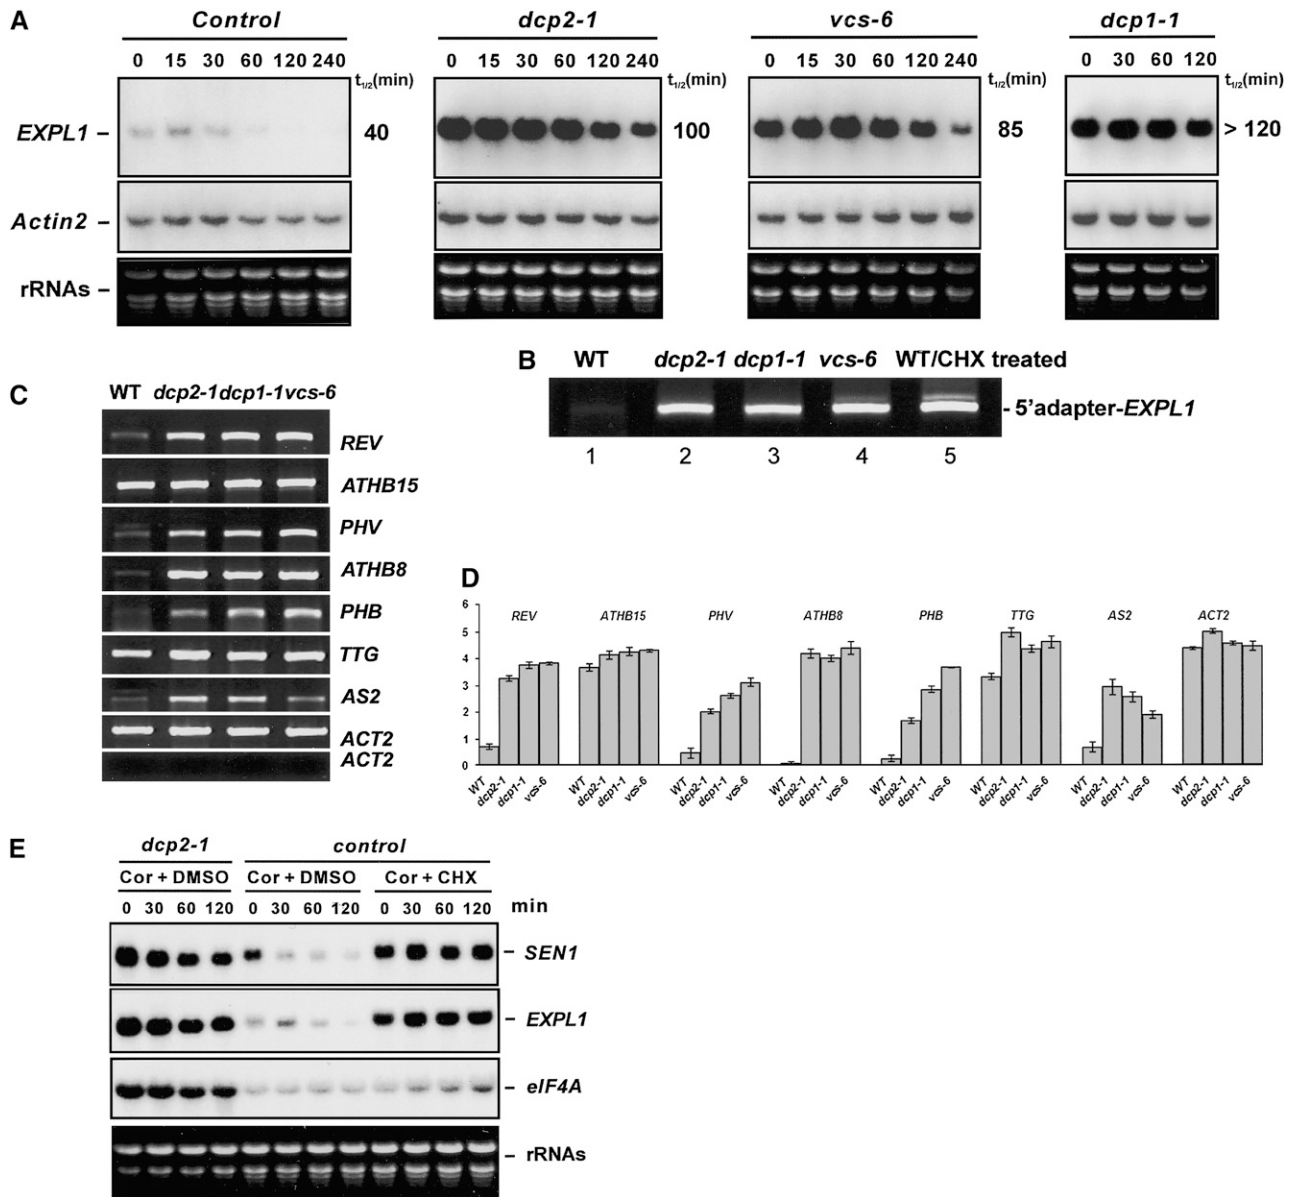 A
Control dcp2-1 vcs-6 dcp1-1
0 15 30 60 120 240 t1/2(min) 0 15 30 60 120 240 t1/2(min) 0 15 30 60 120 240 t1/2(min) 0 30 60 120 t1/2(min)
EXPL1 – 40 100 85 > 120
Actin2 –
rRNAs –
B WT dcp2-1 dcp1-1 vcs-6 WT/CHX treated
- 5'adapter-EXPL1
1 2 3 4 5
C WT dcp2-1 dcp1-1 vcs-6
REV
ATHB15
PHV
ATHB8
PHB
TTG
AS2
ACT2
ACT2
D
REV ATHB15 PHV ATHB8 PHB TTG AS2 ACT2
6
5
4
3
2
1
0
WT dcp2-1 dcp1-1 vcs-6 WT dcp2-1 dcp1-1 vcs-6 WT dcp2-1 dcp1-1 vcs-6 WT dcp2-1 dcp1-1 vcs-6 WT dcp2-1 dcp1-1 vcs-6 WT dcp2-1 dcp1-1 vcs-6 WT dcp2-1 dcp1-1 vcs-6 WT dcp2-1 dcp1-1 vcs-6
E
dcp2-1 control
Cor + DMSO Cor + DMSO Cor + CHX
0 30 60 120 0 30 60 120 0 30 60 120 min
– SEN1
– EXPL1
– eIF4A
– rRNAs